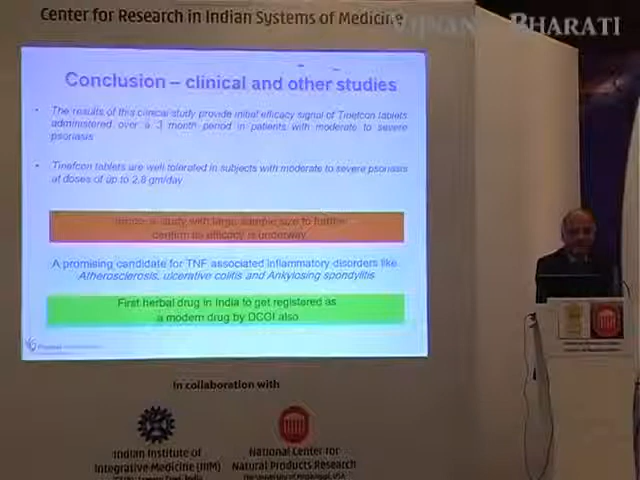 Center for Research in Indian Systems of Medicine
BHARATI
Conclusion – clinical and other studies
• The results of this clinical study provide initial efficacy signal of Tinefcon tablets
administered over a 3 month period in patients with moderate to severe
psoriasis
• Tinefcon tablets are well tolerated in subjects with moderate to severe psoriasis
at doses of up to 2.8 gm/day
study with large sample size to further
confirm its efficacy is underway
A promising candidate for TNF associated inflammatory disorders like
Atherosclerosis, ulcerative colitis and Ankylosing spondylitis
First herbal drug in India to get registered as
a modern drug by DCGI also
In collaboration with
Indian Institute of
Integrative Medicine (IIIM)
National Center for
Natural Products Research